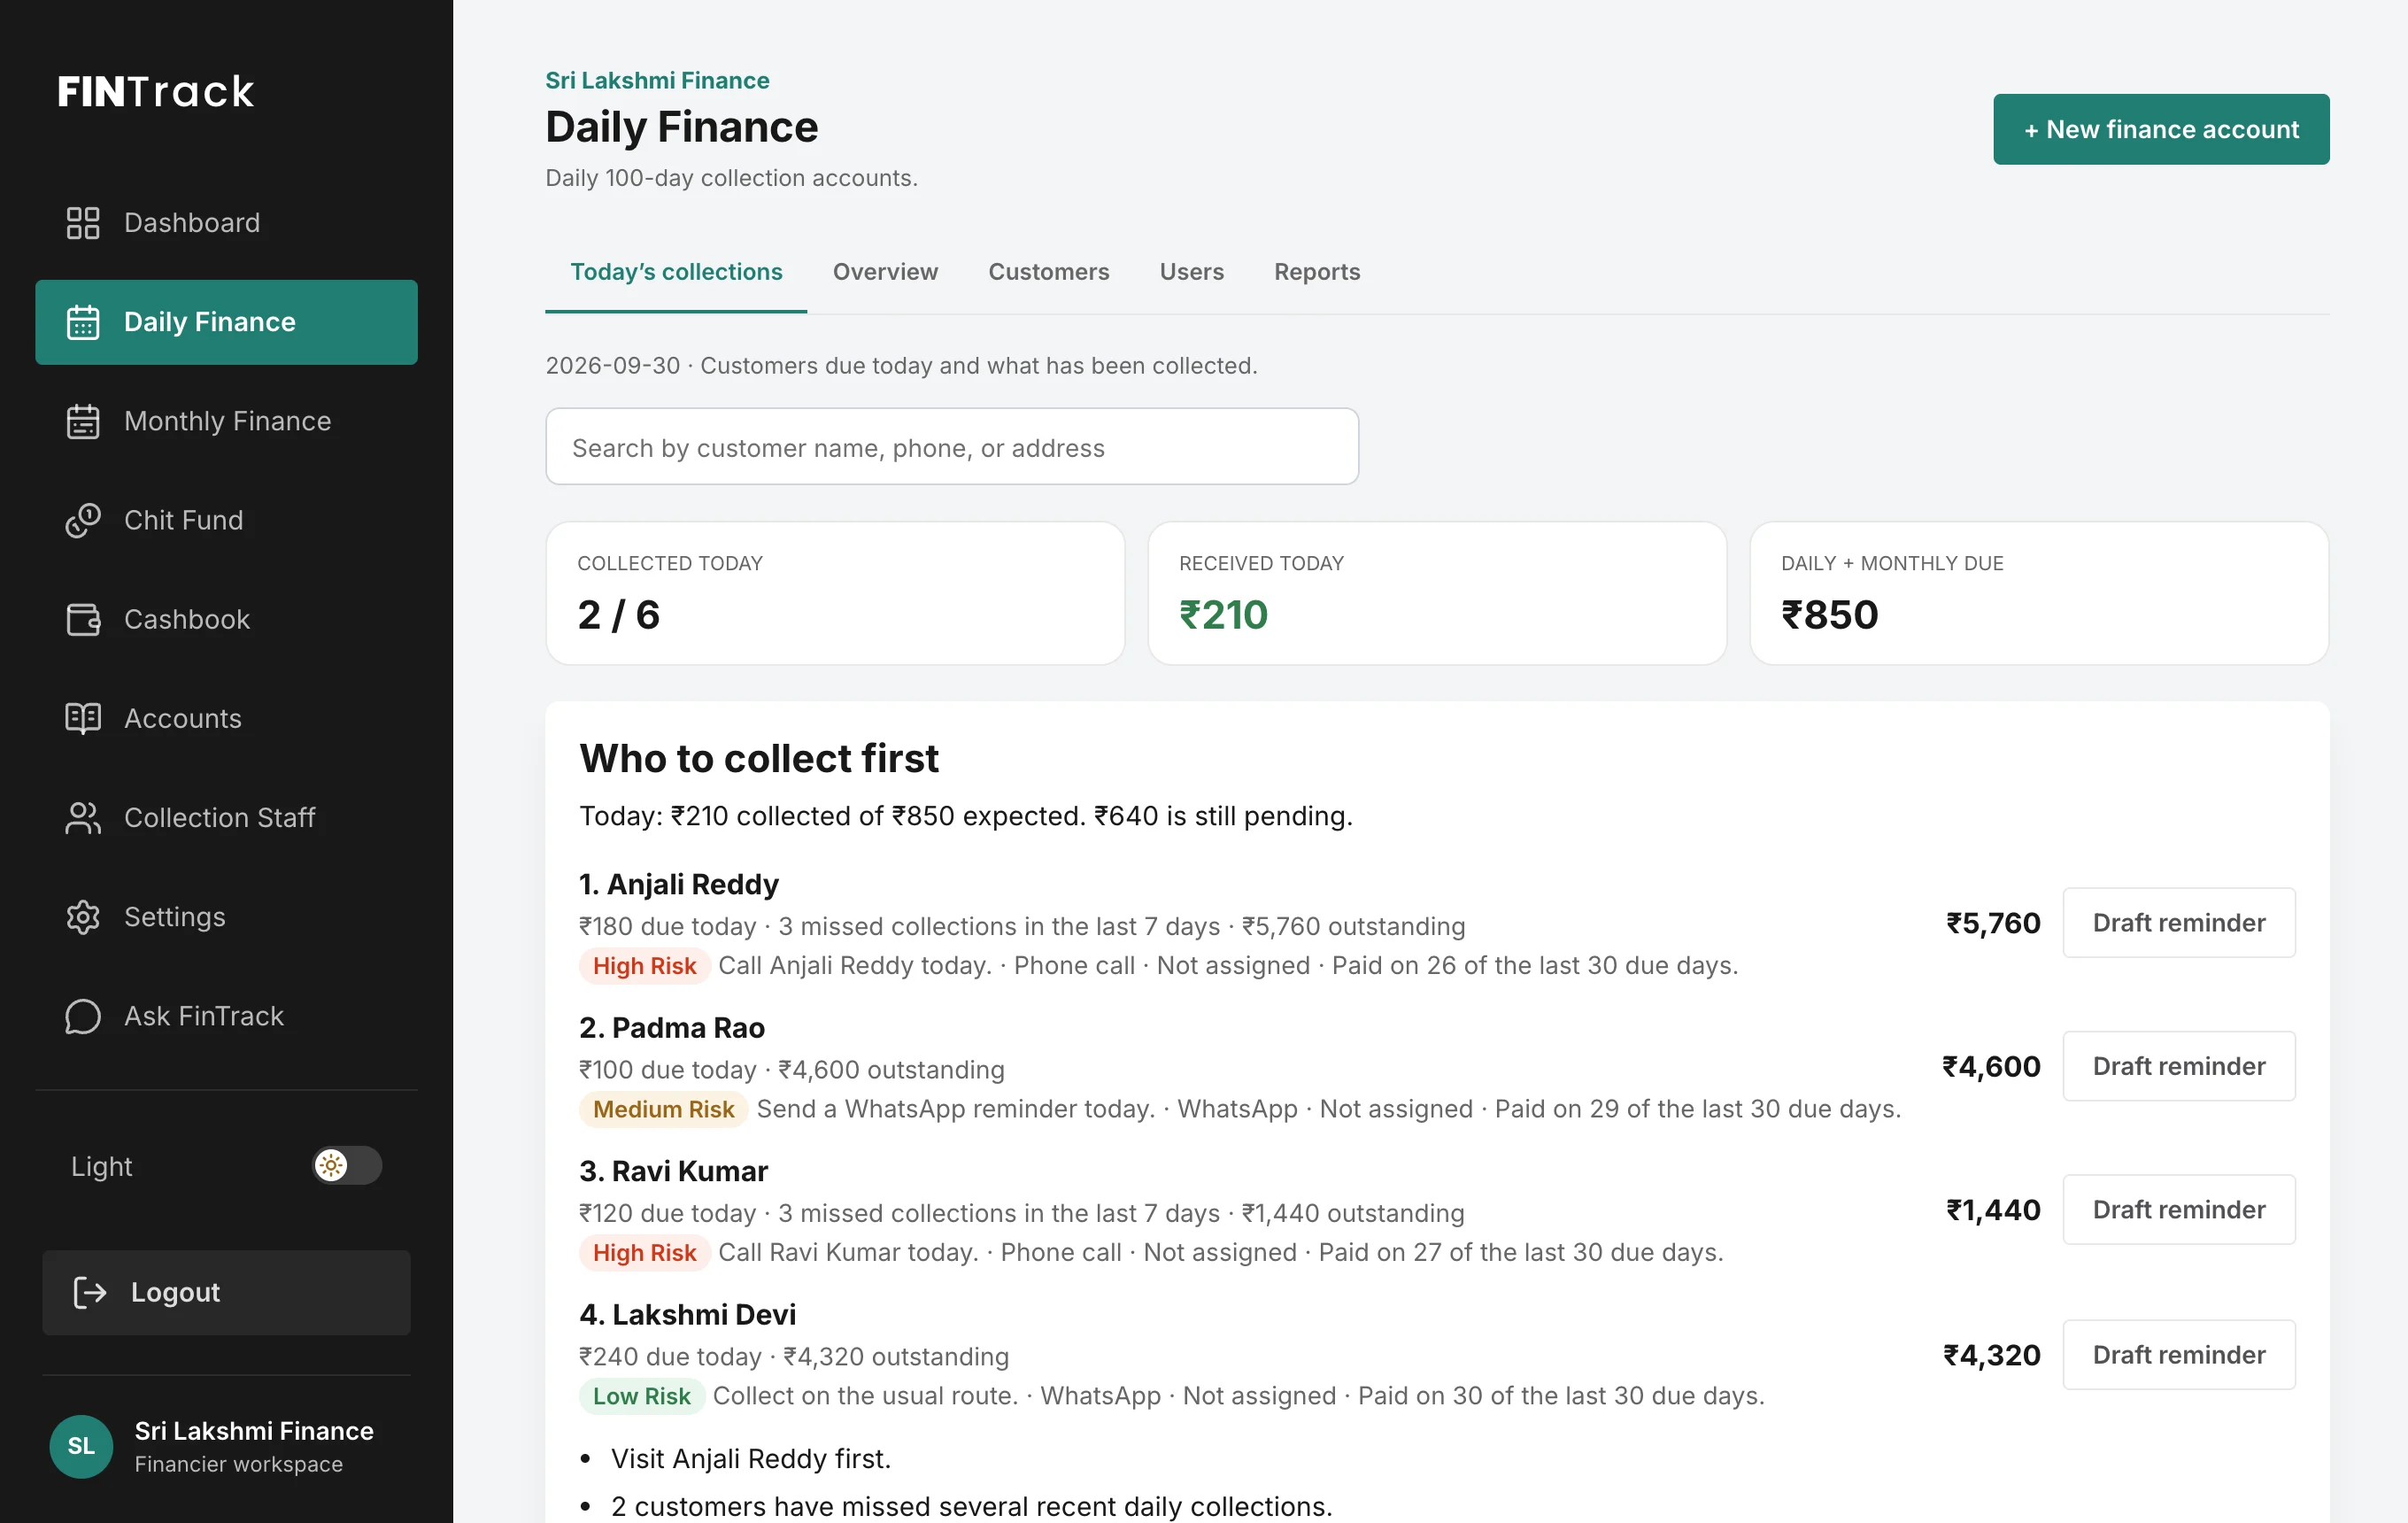 FINTrack
Dashboard
Daily Finance
Monthly Finance
Chit Fund
Cashbook
Accounts
Collection Staff
Settings
Ask FinTrack
Light
Logout
SL
Sri Lakshmi Finance
Financier workspace
Sri Lakshmi Finance
Daily Finance
Daily 100-day collection accounts.
+ New finance account
Today’s collections Overview Customers Users Reports
2026-09-30 · Customers due today and what has been collected.
Search by customer name, phone, or address
COLLECTED TODAY
2 / 6
RECEIVED TODAY
₹210
DAILY + MONTHLY DUE
₹850
Who to collect first
Today: ₹210 collected of ₹850 expected. ₹640 is still pending.
1. Anjali Reddy
₹180 due today · 3 missed collections in the last 7 days · ₹5,760 outstanding
High Risk Call Anjali Reddy today. · Phone call · Not assigned · Paid on 26 of the last 30 due days.
₹5,760 Draft reminder
2. Padma Rao
₹100 due today · ₹4,600 outstanding
Medium Risk Send a WhatsApp reminder today. · WhatsApp · Not assigned · Paid on 29 of the last 30 due days.
₹4,600 Draft reminder
3. Ravi Kumar
₹120 due today · 3 missed collections in the last 7 days · ₹1,440 outstanding
High Risk Call Ravi Kumar today. · Phone call · Not assigned · Paid on 27 of the last 30 due days.
₹1,440 Draft reminder
4. Lakshmi Devi
₹240 due today · ₹4,320 outstanding
Low Risk Collect on the usual route. · WhatsApp · Not assigned · Paid on 30 of the last 30 due days.
₹4,320 Draft reminder
• Visit Anjali Reddy first.
• 2 customers have missed several recent daily collections.